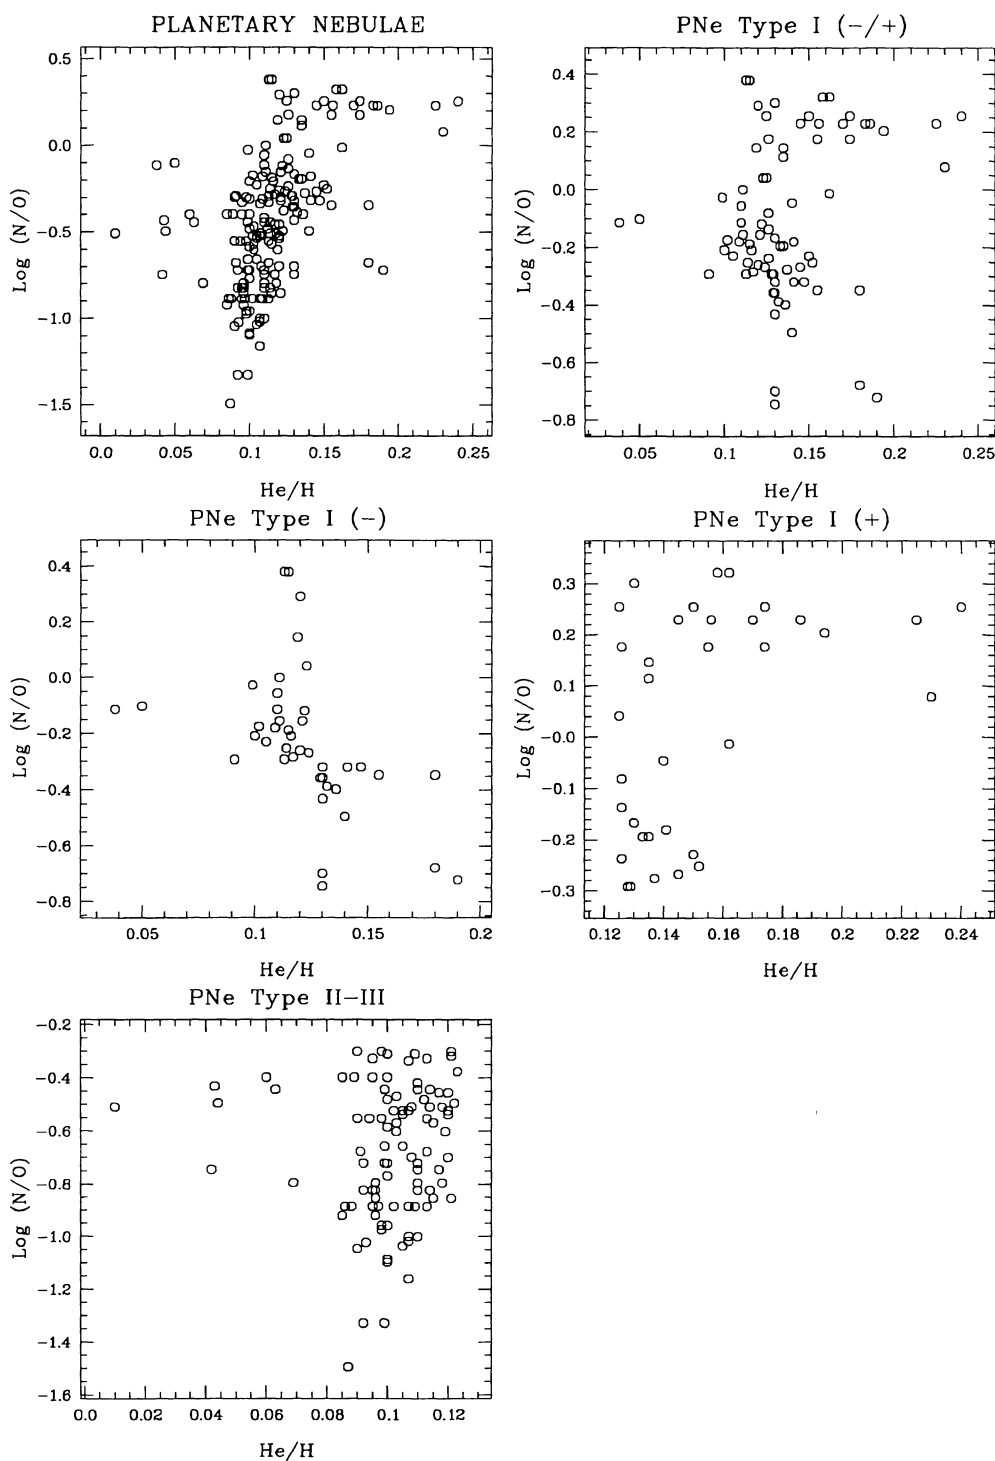 PLANETARY NEBULAE
0.5
0.0
−0.5
−1.0
−1.5
Log (N/O)
0.0 0.05 0.1 0.15 0.2 0.25
He/H
PNe Type I (−/+)
0.4
0.2
0.0
−0.2
−0.4
−0.6
−0.8
Log (N/O)
0.05 0.1 0.15 0.2 0.25
He/H
PNe Type I (−)
0.4
0.2
0.0
−0.2
−0.4
−0.6
−0.8
Log (N/O)
0.05 0.1 0.15 0.2
He/H
PNe Type I (+)
0.3
0.2
0.1
−0.0
−0.1
−0.2
−0.3
Log (N/O)
0.12 0.14 0.16 0.18 0.2 0.22 0.24
He/H
PNe Type II−III
−0.2
−0.4
−0.6
−0.8
−1.0
−1.2
−1.4
−1.6
Log (N/O)
0.0 0.02 0.04 0.06 0.08 0.10 0.12
He/H